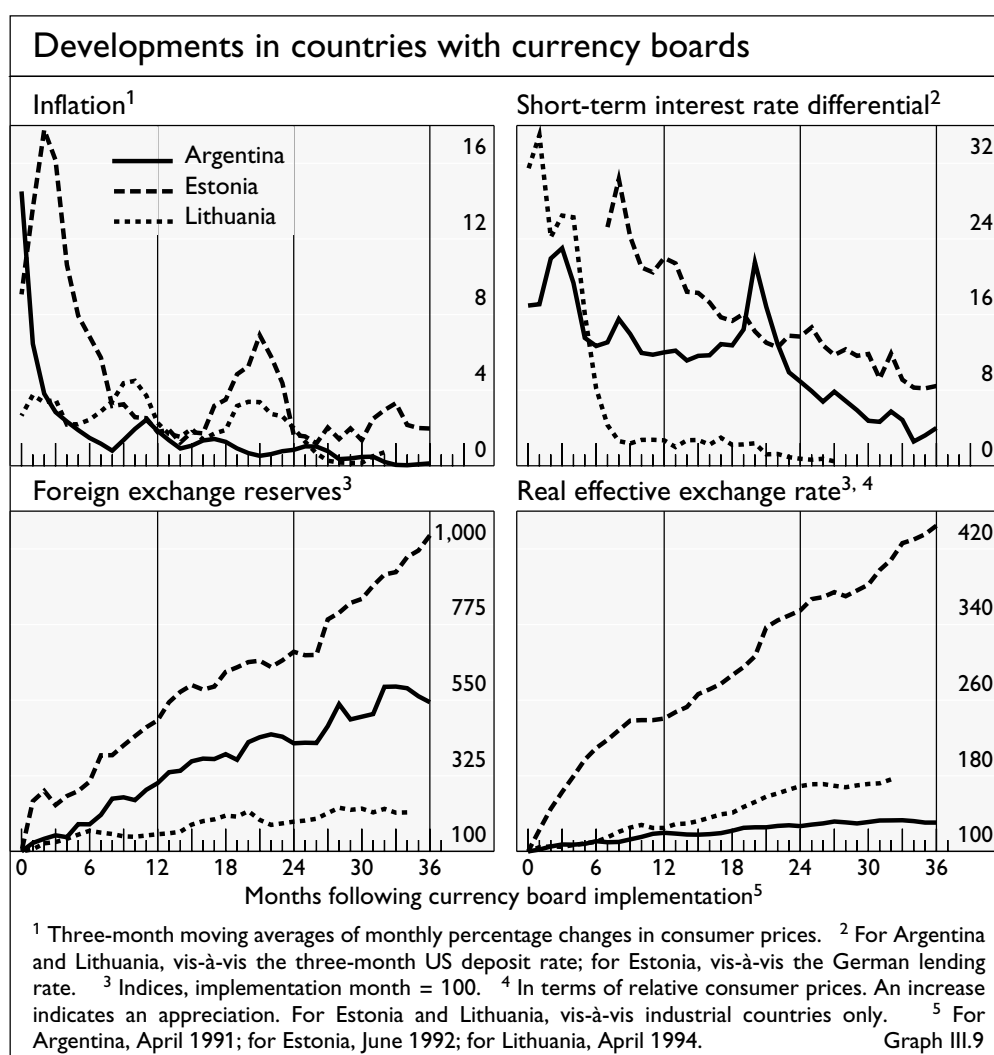 Developments in countries with currency boards
Inflation¹
Short-term interest rate differential²
16
12
8
4
0
Argentina
Estonia
Lithuania
32
24
16
8
0
Foreign exchange reserves³
Real effective exchange rate³, ⁴
1,000
775
550
325
100
420
340
260
180
100
0 6 12 18 24 30 36
0 6 12 18 24 30 36
Months following currency board implementation⁵
¹ Three-month moving averages of monthly percentage changes in consumer prices. ² For Argentina
and Lithuania, vis-à-vis the three-month US deposit rate; for Estonia, vis-à-vis the German lending
rate. ³ Indices, implementation month = 100. ⁴ In terms of relative consumer prices. An increase
indicates an appreciation. For Estonia and Lithuania, vis-à-vis industrial countries only. ⁵ For
Argentina, April 1991; for Estonia, June 1992; for Lithuania, April 1994. Graph III.9